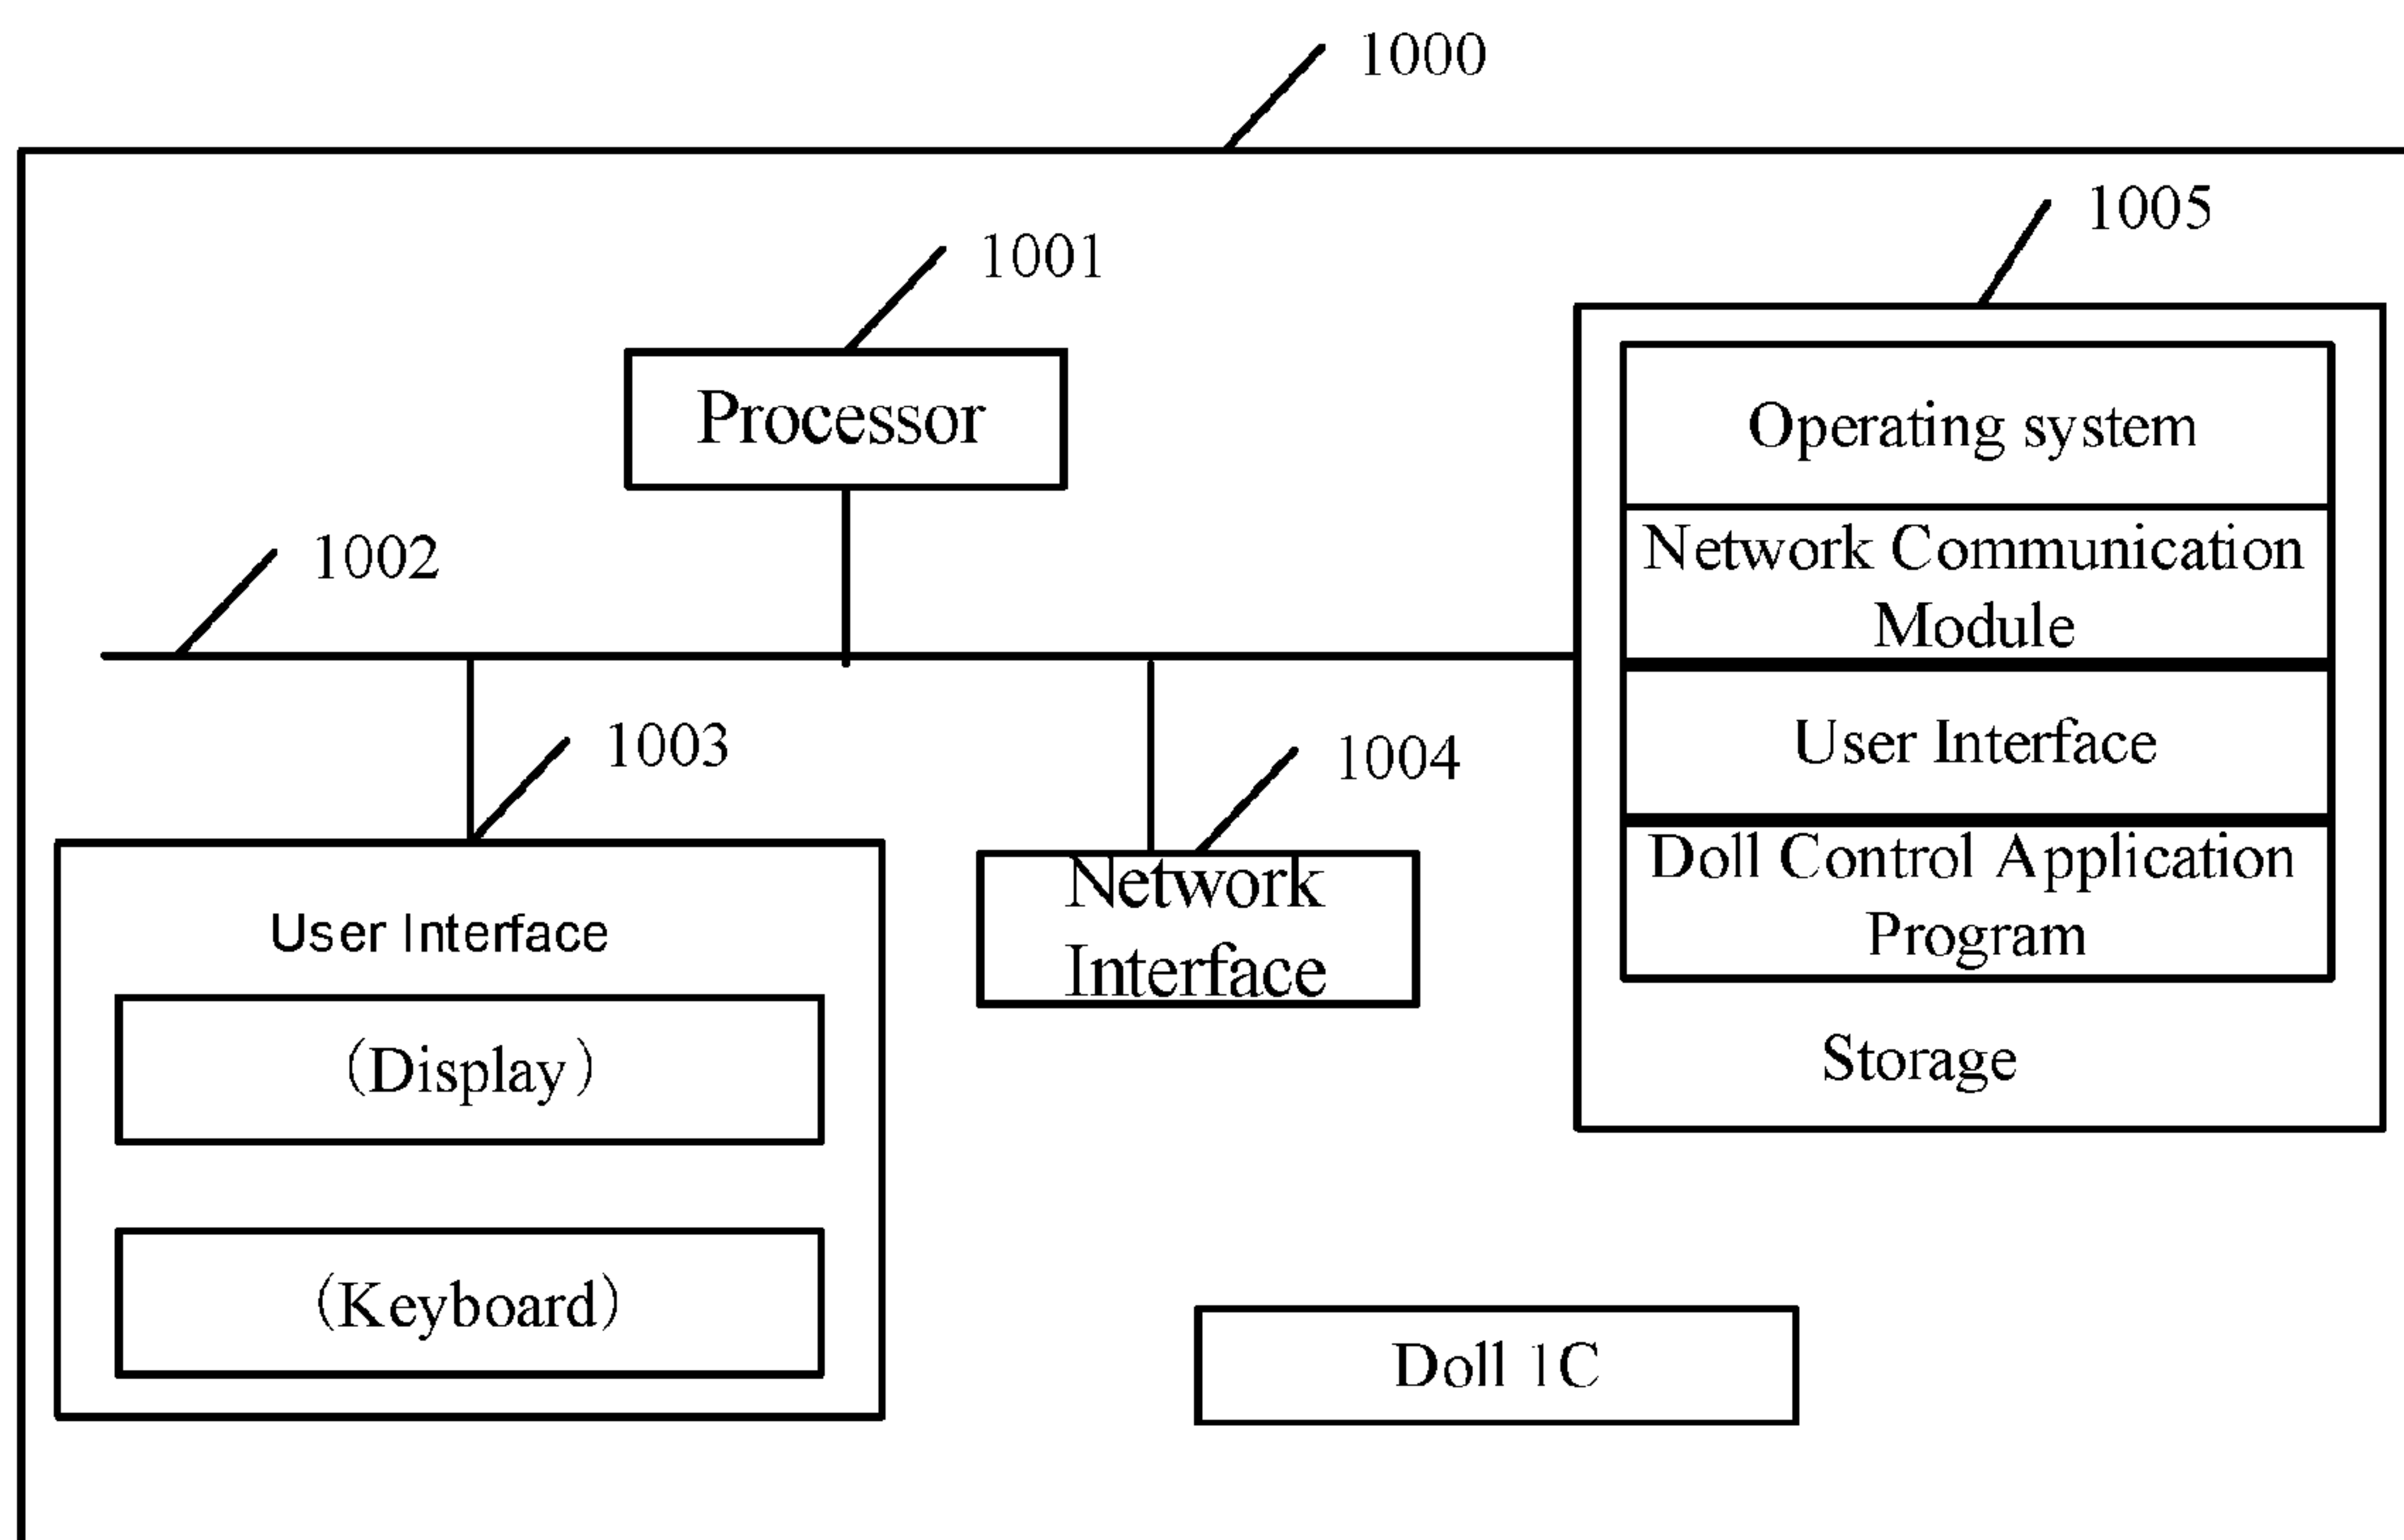 1000
1005
1001
Processor
Operating system
Network Communication
Module
1002
User Interface
1003
1004
Doll Control Application
Program
Network
Interface
User Interface
(Display)
Storage
(Keyboard)
Doll 1C